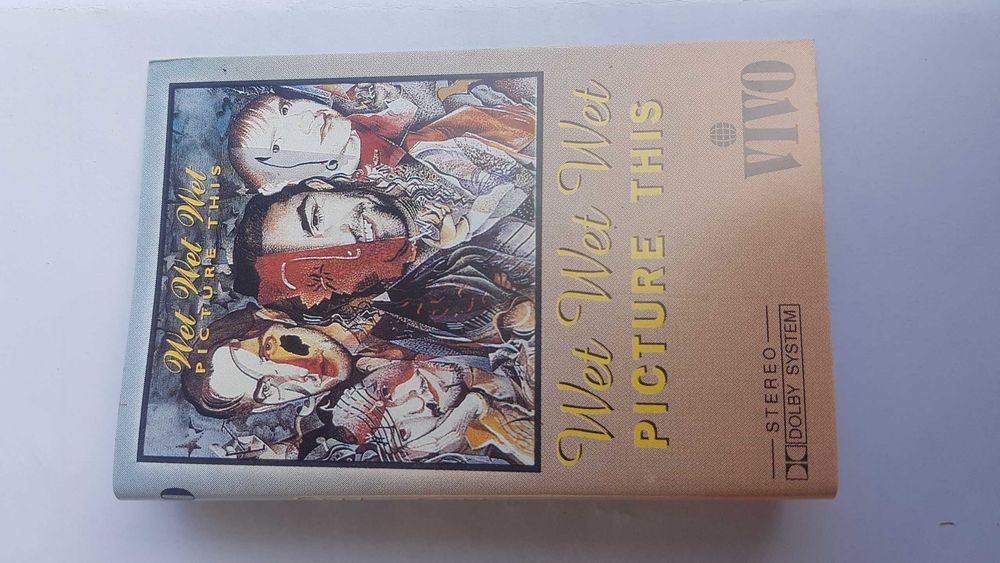 Wet Wet Wet
PICTURE THIS
Wet Wet Wet
PICTURE THIS
VIVO
STEREO
DOLBY SYSTEM